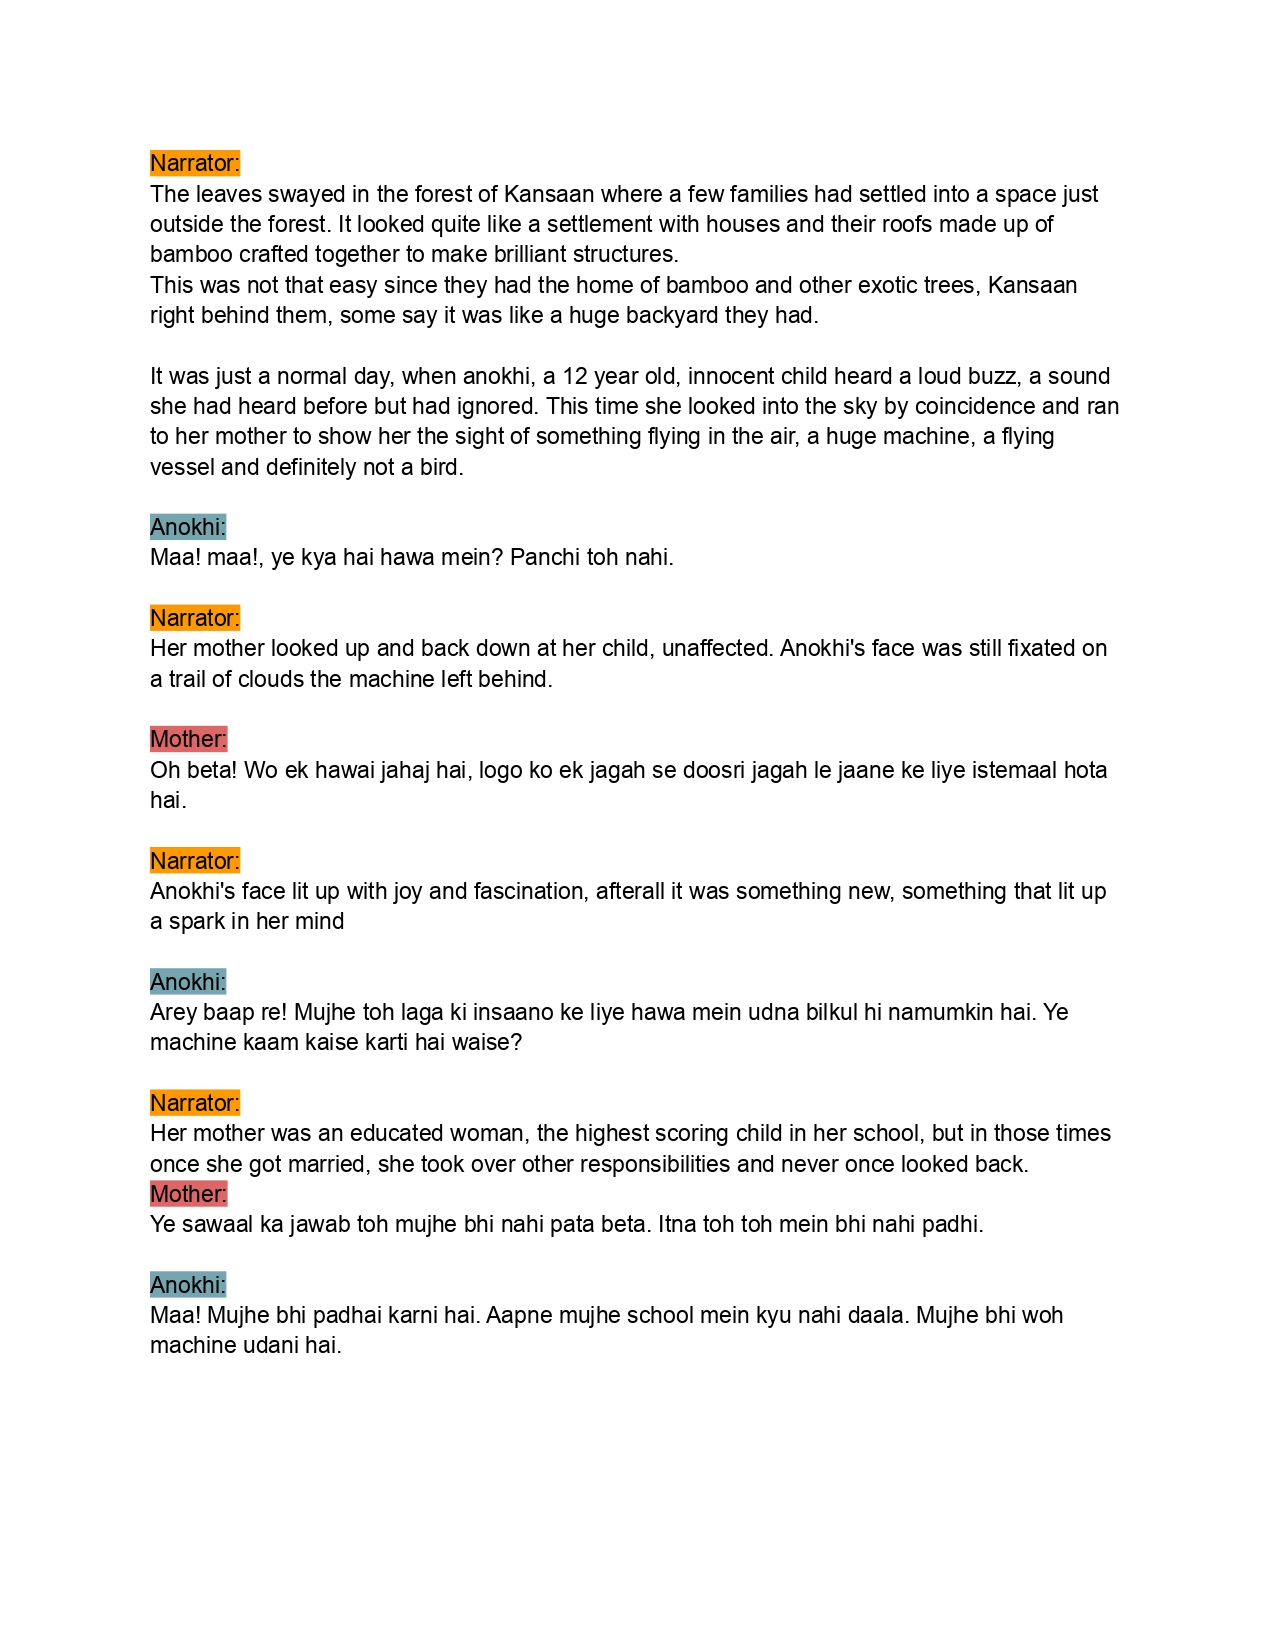 Narrator:
The leaves swayed in the forest of Kansaan where a few families had settled into a space just
outside the forest. It looked quite like a settlement with houses and their roofs made up of
bamboo crafted together to make brilliant structures.
This was not that easy since they had the home of bamboo and other exotic trees, Kansaan
right behind them, some say it was like a huge backyard they had.
It was just a normal day, when anokhi, a 12 year old, innocent child heard a loud buzz, a sound
she had heard before but had ignored. This time she looked into the sky by coincidence and ran
to her mother to show her the sight of something flying in the air, a huge machine, a flying
vessel and definitely not a bird.
Anokhi:
Maa! maa!, ye kya hai hawa mein? Panchi toh nahi.
Narrator:
Her mother looked up and back down at her child, unaffected. Anokhi's face was still fixated on
a trail of clouds the machine left behind.
Mother:
Oh beta! Wo ek hawai jahaj hai, logo ko ek jagah se doosri jagah le jaane ke liye istemaal hota
hai.
Narrator:
Anokhi's face lit up with joy and fascination, afterall it was something new, something that lit up
a spark in her mind
Anokhi:
Arey baap re! Mujhe toh laga ki insaano ke liye hawa mein udna bilkul hi namumkin hai. Ye
machine kaam kaise karti hai waise?
Narrator:
Her mother was an educated woman, the highest scoring child in her school, but in those times
once she got married, she took over other responsibilities and never once looked back.
Mother:
Ye sawaal ka jawab toh mujhe bhi nahi pata beta. Itna toh toh mein bhi nahi padhi.
Anokhi:
Maa! Mujhe bhi padhai karni hai. Aapne mujhe school mein kyu nahi daala. Mujhe bhi woh
machine udani hai.